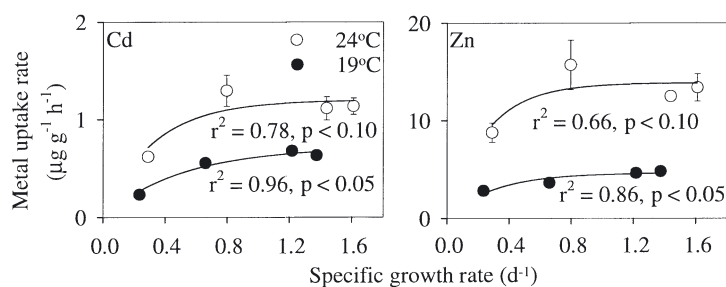 Metal uptake rate
(µg g⁻¹ h⁻¹)
2
1
0
Cd
24°C
19°C
r² = 0.78, p < 0.10
r² = 0.96, p < 0.05
0.0 0.4 0.8 1.2 1.6
20
10
0
Zn
r² = 0.66, p < 0.10
r² = 0.86, p < 0.05
0.0 0.4 0.8 1.2 1.6
Specific growth rate (d⁻¹)